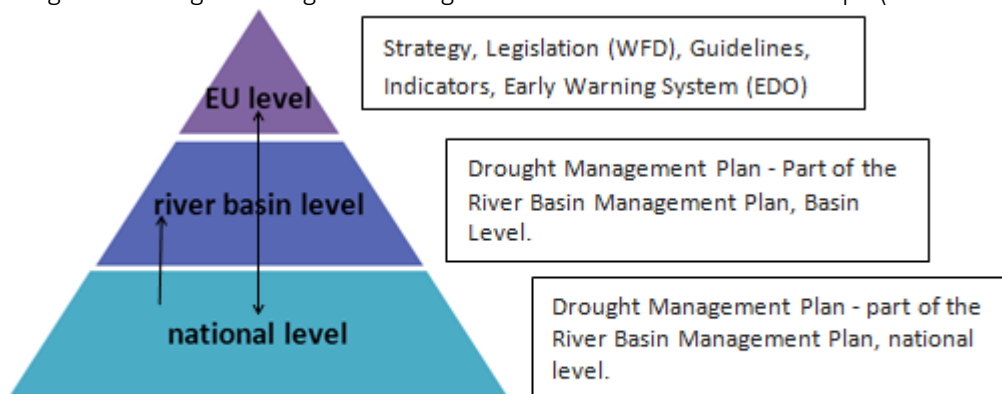 Strategy, Legislation (WFD), Guidelines,
Indicators, Early Warning System (EDO)
EU level
Drought Management Plan - Part of the
River Basin Management Plan, Basin
Level.
river basin level
Drought Management Plan - part of the
River Basin Management Plan, national
level.
national level